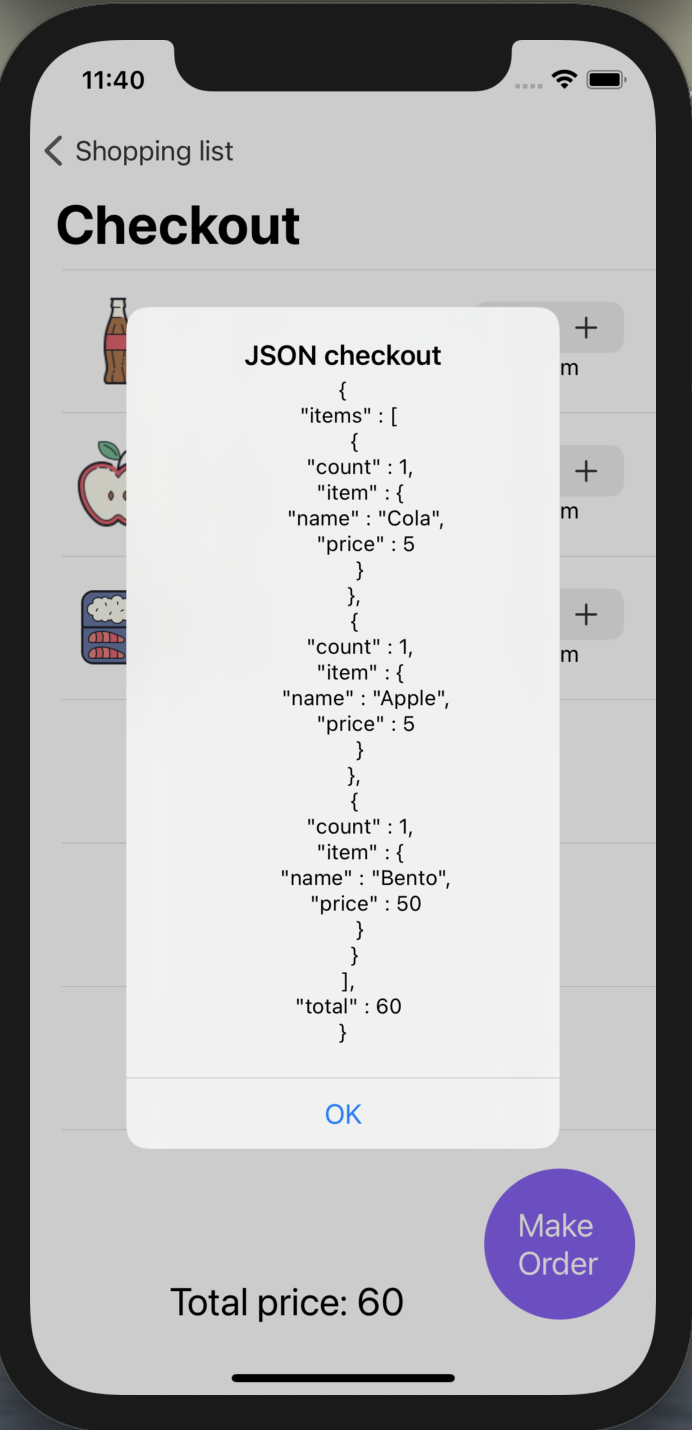 11:40
Shopping list
Checkout
+
m
+
m
+
m
JSON checkout
{
"items" : [
{
"count" : 1,
"item" : {
"name" : "Cola",
"price" : 5
}
},
{
"count" : 1,
"item" : {
"name" : "Apple",
"price" : 5
}
},
{
"count" : 1,
"item" : {
"name" : "Bento",
"price" : 50
}
}
],
"total" : 60
}
OK
Make
Order
Total price: 60